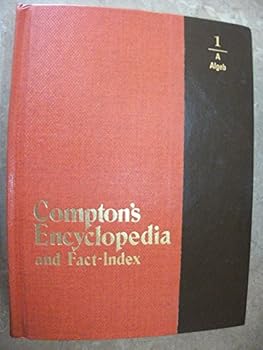 1
A
Algeb
Compton's
Encyclopedia
and Fact-Index